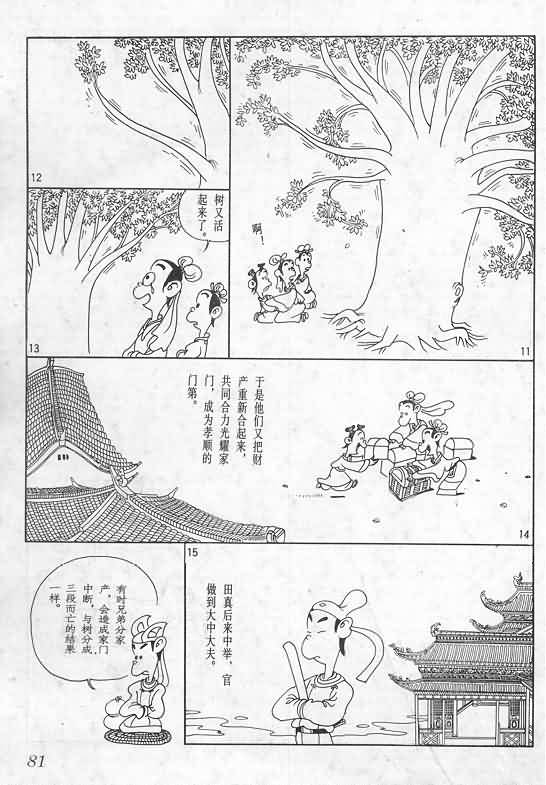 啊！
11
12
树又活
起来了。
13
于是他们又把财
产重新合起来，
共同合力光耀家
门，成为孝顺的
门第。
14
15
田真后来中举，官
做到大中大夫。
有时兄弟分家
产，会造成家门
中断，与树分成
三段而亡的结果
一样。
81